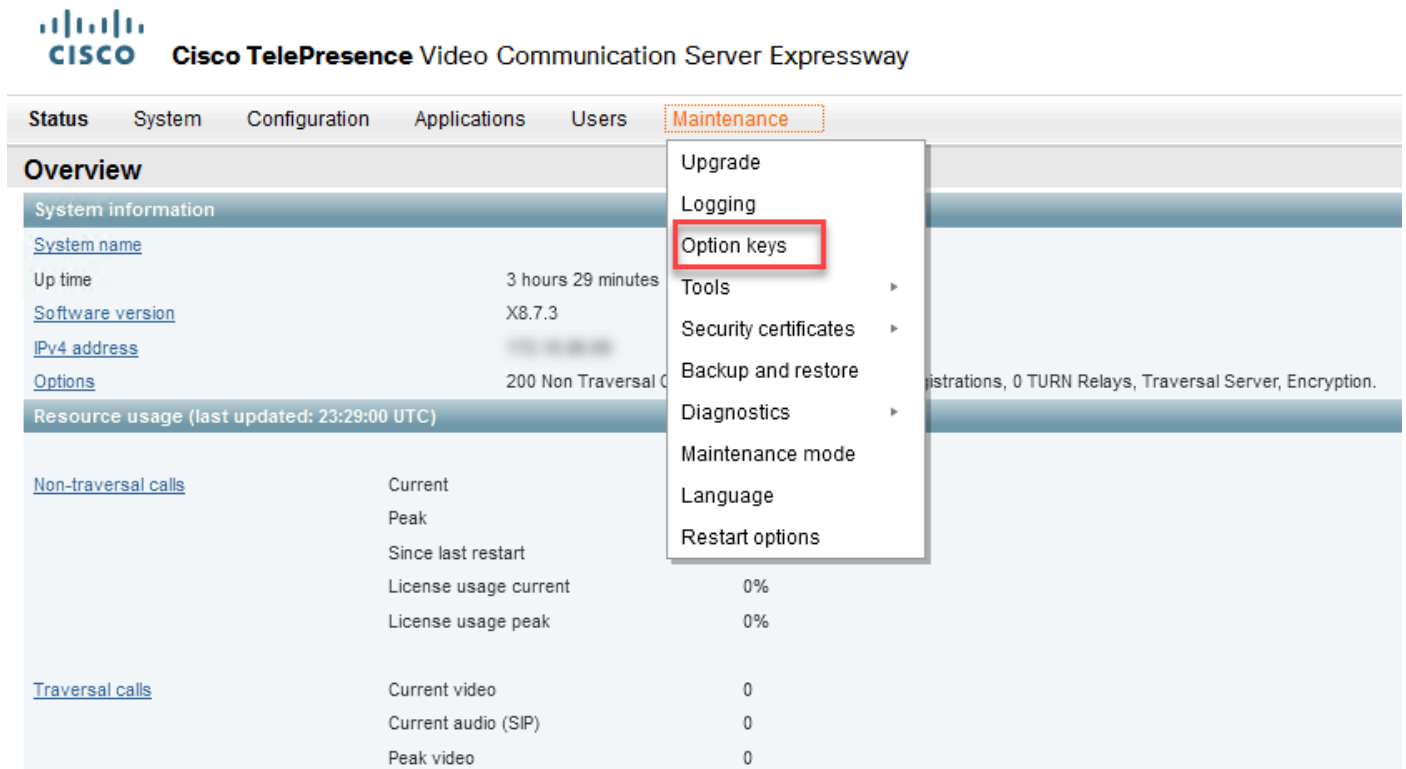 CISCO
Cisco TelePresence Video Communication Server Expressway
Status System Configuration Applications Users Maintenance
Overview
Upgrade
Logging
Option keys
Tools
Security certificates
Backup and restore
Diagnostics
Maintenance mode
Language
Restart options
System information
System name
Up time 3 hours 29 minutes
Software version X8.7.3
IPv4 address
Options 200 Non Traversal istrations, 0 TURN Relays, Traversal Server, Encryption.
Resource usage (last updated: 23:29:00 UTC)
Non-traversal calls Current
Peak
Since last restart
License usage current 0%
License usage peak 0%
Traversal calls Current video 0
Current audio (SIP) 0
Peak video 0